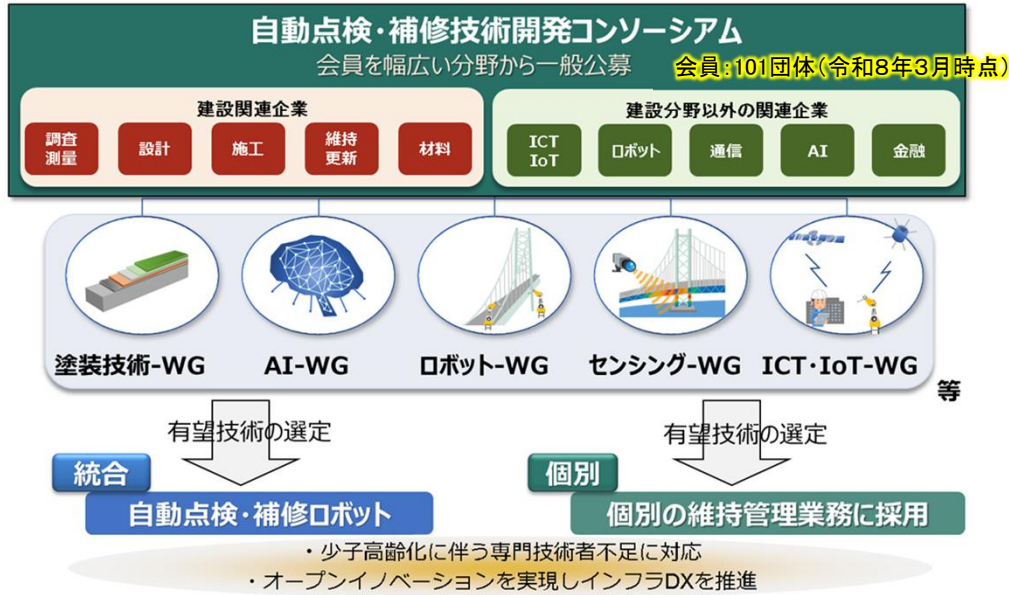 自動点検・補修技術開発コンソーシアム
会員を幅広い分野から一般公募
会員:101団体(令和8年3月時点)
建設関連企業
調査
測量
設計
施工
維持
更新
材料
建設分野以外の関連企業
ICT
IoT
ロボット
通信
AI
金融
塗装技術-WG
AI-WG
ロボット-WG
センシング-WG
ICT・IoT-WG
等
有望技術の選定
有望技術の選定
統合
自動点検・補修ロボット
個別
個別の維持管理業務に採用
・少子高齢化に伴う専門技術者不足に対応
・オープンイノベーションを実現しインフラDXを推進